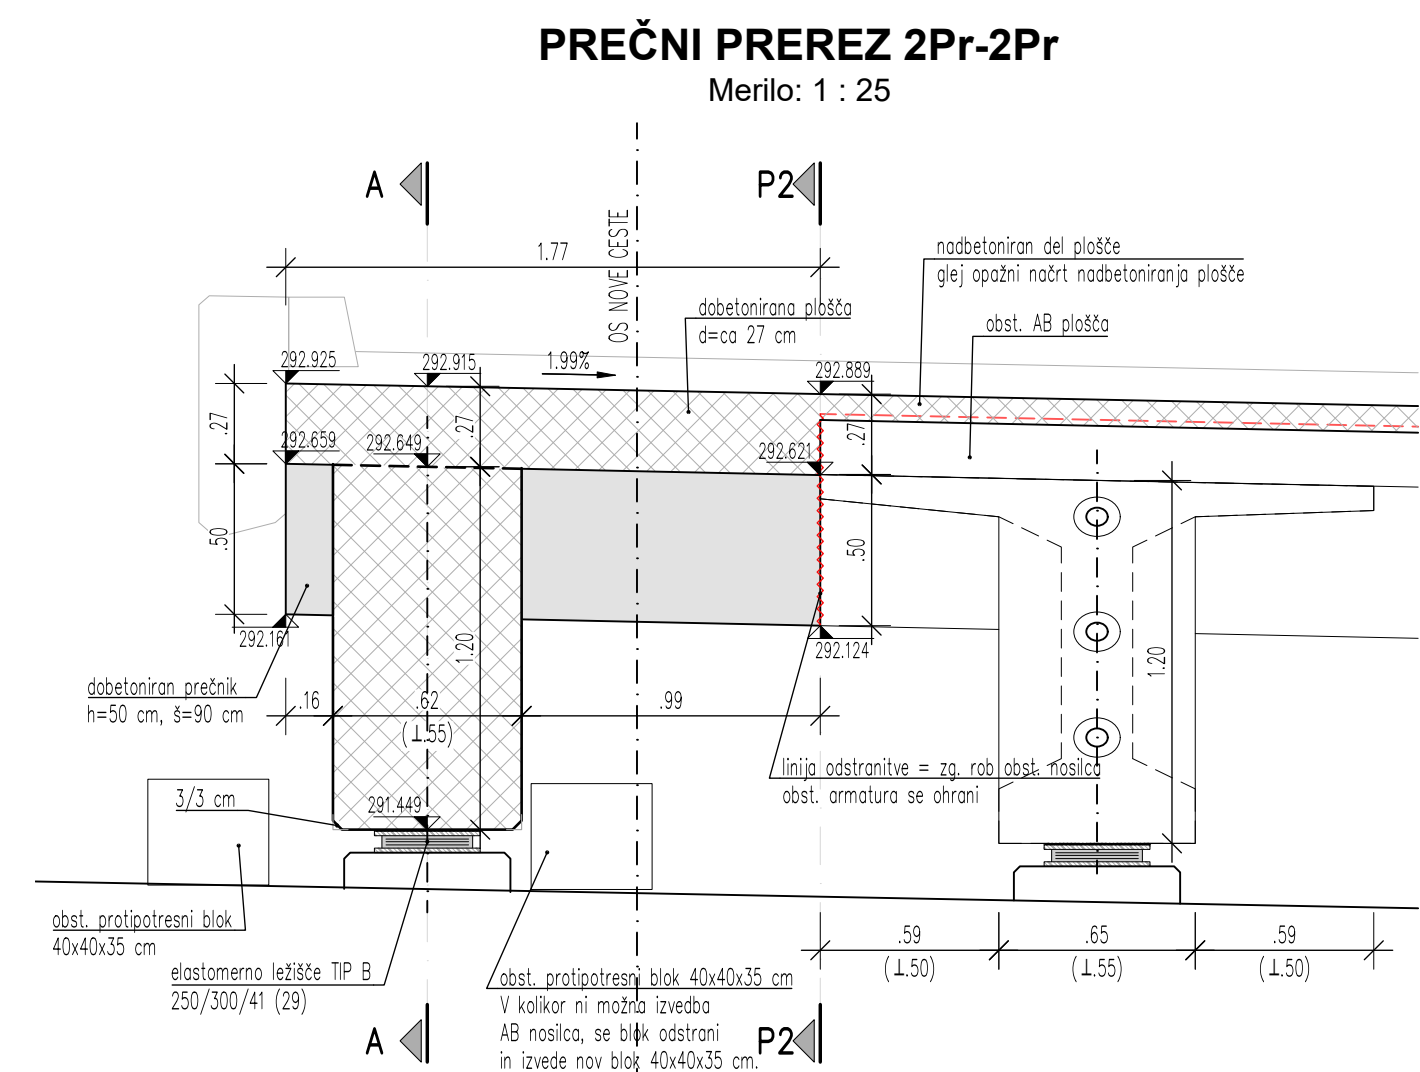 PREČNI PREREZ 2Pr-2Pr
Merilo: 1 : 25
A
P2
OS NOVE CESTE
1.77
nadbetoniran del plošče
glej opažni načrt nadbetoniranja plošče
dobetonirana plošča
d=ca 27 cm
obst. AB plošča
292.925
292.915
1.99%
292.889
.27
.27
.27
292.659
292.649
292.621
.50
.50
292.161
292.124
1.20
1.20
dobetoniran prečnik
h=50 cm, š=90 cm
.16
.62
(⊥.55)
.99
linija odstranitve = zg. rob obst. nosilca
obst. armatura se ohrani
3/3 cm
291.449
obst. protipotresni blok
40x40x35 cm
elastomerno ležišče TIP B
250/300/41 (29)
obst. protipotresni blok 40x40x35 cm
V kolikor ni možna izvedba
AB nosilca, se blok odstrani
in izvede nov blok 40x40x35 cm.
.59
(⊥.50)
.65
(⊥.55)
.59
(⊥.50)
A
P2